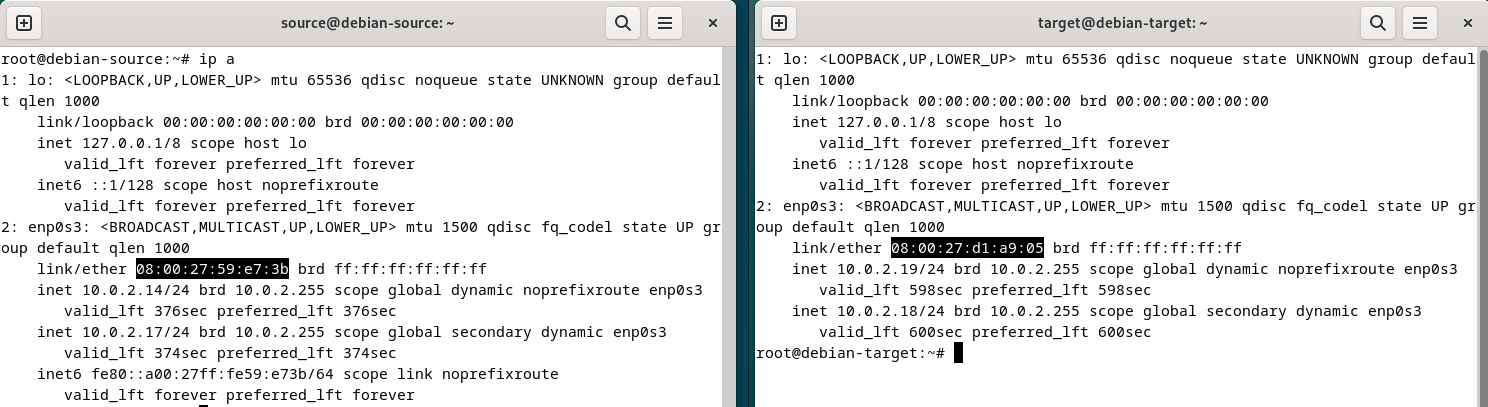 source@debian-source: ~
root@debian-source:~# ip a
1: lo: <LOOPBACK,UP,LOWER_UP> mtu 65536 qdisc noqueue state UNKNOWN group defaul
t qlen 1000
    link/loopback 00:00:00:00:00:00 brd 00:00:00:00:00:00
    inet 127.0.0.1/8 scope host lo
       valid_lft forever preferred_lft forever
    inet6 ::1/128 scope host noprefixroute
       valid_lft forever preferred_lft forever
2: enp0s3: <BROADCAST,MULTICAST,UP,LOWER_UP> mtu 1500 qdisc fq_codel state UP gr
oup default qlen 1000
    link/ether 08:00:27:59:e7:3b brd ff:ff:ff:ff:ff:ff
    inet 10.0.2.14/24 brd 10.0.2.255 scope global dynamic noprefixroute enp0s3
       valid_lft 376sec preferred_lft 376sec
    inet 10.0.2.17/24 brd 10.0.2.255 scope global secondary dynamic enp0s3
       valid_lft 374sec preferred_lft 374sec
    inet6 fe80::a00:27ff:fe59:e73b/64 scope link noprefixroute
       valid_lft forever preferred_lft forever
target@debian-target: ~
1: lo: <LOOPBACK,UP,LOWER_UP> mtu 65536 qdisc noqueue state UNKNOWN group defaul
t qlen 1000
    link/loopback 00:00:00:00:00:00 brd 00:00:00:00:00:00
    inet 127.0.0.1/8 scope host lo
       valid_lft forever preferred_lft forever
    inet6 ::1/128 scope host noprefixroute
       valid_lft forever preferred_lft forever
2: enp0s3: <BROADCAST,MULTICAST,UP,LOWER_UP> mtu 1500 qdisc fq_codel state UP gr
oup default qlen 1000
    link/ether 08:00:27:d1:a9:05 brd ff:ff:ff:ff:ff:ff
    inet 10.0.2.19/24 brd 10.0.2.255 scope global dynamic noprefixroute enp0s3
       valid_lft 598sec preferred_lft 598sec
    inet 10.0.2.18/24 brd 10.0.2.255 scope global secondary dynamic enp0s3
       valid_lft 600sec preferred_lft 600sec
root@debian-target:~#